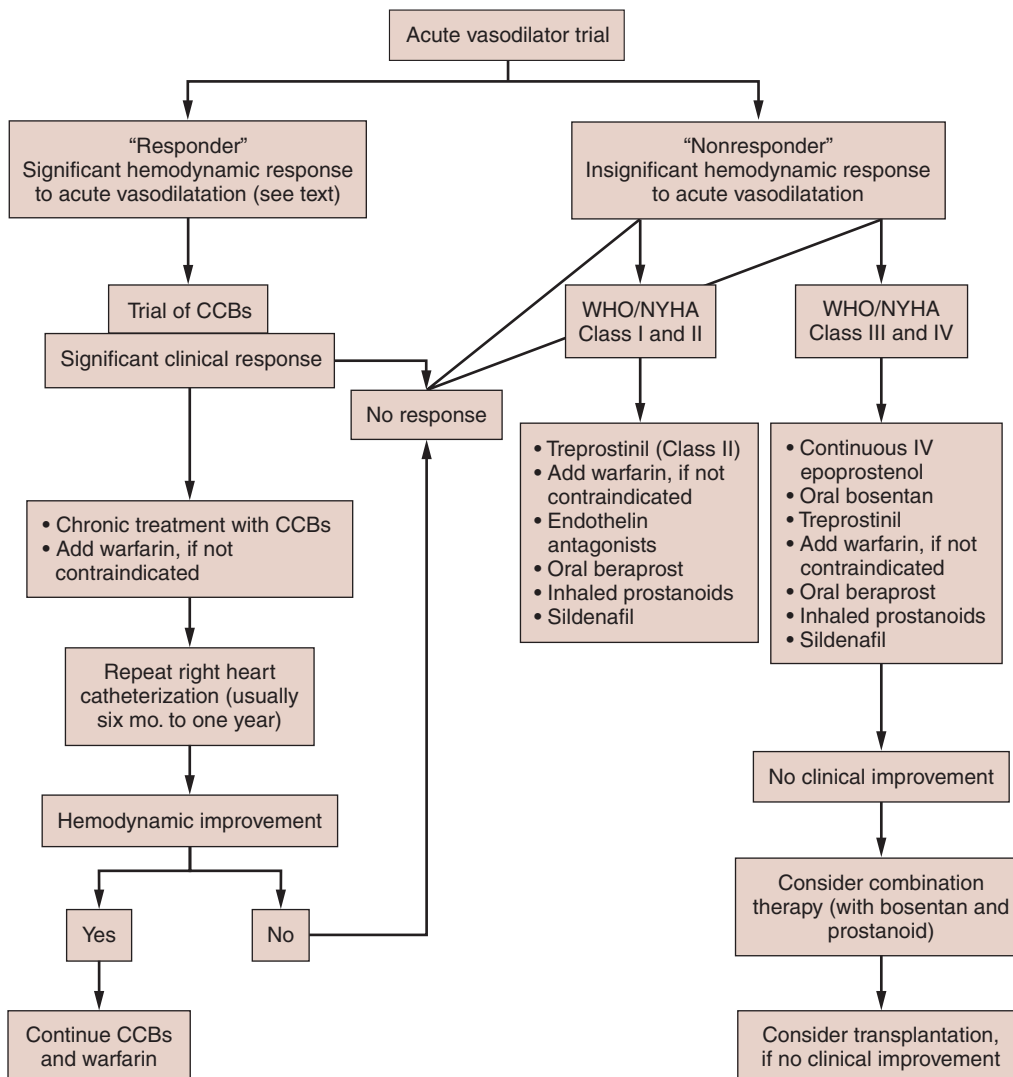 Acute vasodilator trial
“Responder”
Significant hemodynamic response
to acute vasodilatation (see text)
“Nonresponder”
Insignificant hemodynamic response
to acute vasodilatation
Trial of CCBs
Significant clinical response
No response
WHO/NYHA
Class I and II
WHO/NYHA
Class III and IV
• Chronic treatment with CCBs
• Add warfarin, if not
contraindicated
• Treprostinil (Class II)
• Add warfarin, if not
contraindicated
• Endothelin
antagonists
• Oral beraprost
• Inhaled prostanoids
• Sildenafil
• Continuous IV
epoprostenol
• Oral bosentan
• Treprostinil
• Add warfarin, if not
contraindicated
• Oral beraprost
• Inhaled prostanoids
• Sildenafil
Repeat right heart
catheterization (usually
six mo. to one year)
Hemodynamic improvement
Yes
No
Continue CCBs
and warfarin
No clinical improvement
Consider combination
therapy (with bosentan and
prostanoid)
Consider transplantation,
if no clinical improvement